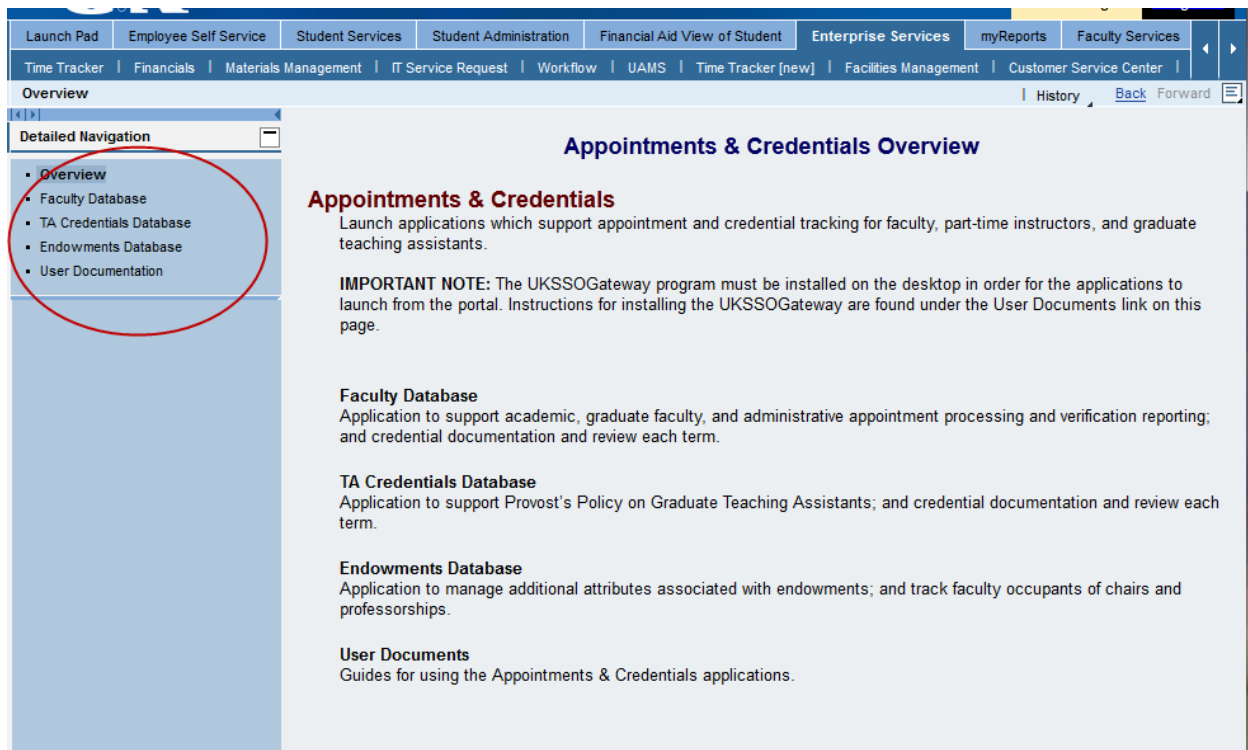 Launch Pad Employee Self Service Student Services Student Administration Financial Aid View of Student Enterprise Services myReports Faculty Services
Time Tracker | Financials | Materials Management | IT Service Request | Workflow | UAMS | Time Tracker [new] | Facilities Management | Customer Service Center |
Overview | History Back Forward
Detailed Navigation
Overview
Faculty Database
TA Credentials Database
Endowments Database
User Documentation
Appointments & Credentials Overview
Appointments & Credentials
Launch applications which support appointment and credential tracking for faculty, part-time instructors, and graduate
teaching assistants.
IMPORTANT NOTE: The UKSSOGateway program must be installed on the desktop in order for the applications to
launch from the portal. Instructions for installing the UKSSOGateway are found under the User Documents link on this
page.
Faculty Database
Application to support academic, graduate faculty, and administrative appointment processing and verification reporting;
and credential documentation and review each term.
TA Credentials Database
Application to support Provost's Policy on Graduate Teaching Assistants; and credential documentation and review each
term.
Endowments Database
Application to manage additional attributes associated with endowments; and track faculty occupants of chairs and
professorships.
User Documents
Guides for using the Appointments & Credentials applications.